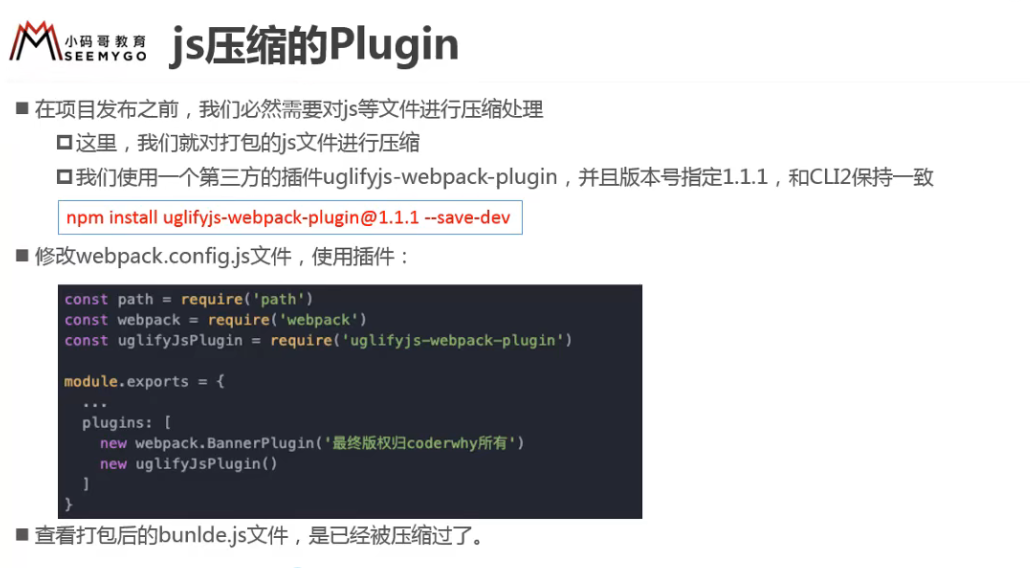 小码哥教育
SEEMYGO
js压缩的Plugin
在项目发布之前，我们必然需要对js等文件进行压缩处理
这里，我们就对打包的js文件进行压缩
我们使用一个第三方的插件uglifyjs-webpack-plugin，并且版本号指定1.1.1，和CLI2保持一致
npm install uglifyjs-webpack-plugin@1.1.1 --save-dev
修改webpack.config.js文件，使用插件：
const path = require('path')
const webpack = require('webpack')
const uglifyJsPlugin = require('uglifyjs-webpack-plugin')
module.exports = {
...
plugins: [
new webpack.BannerPlugin('最终版权归coderwhy所有')
new uglifyJsPlugin()
]
}
查看打包后的bunlde.js文件，是已经被压缩过了。